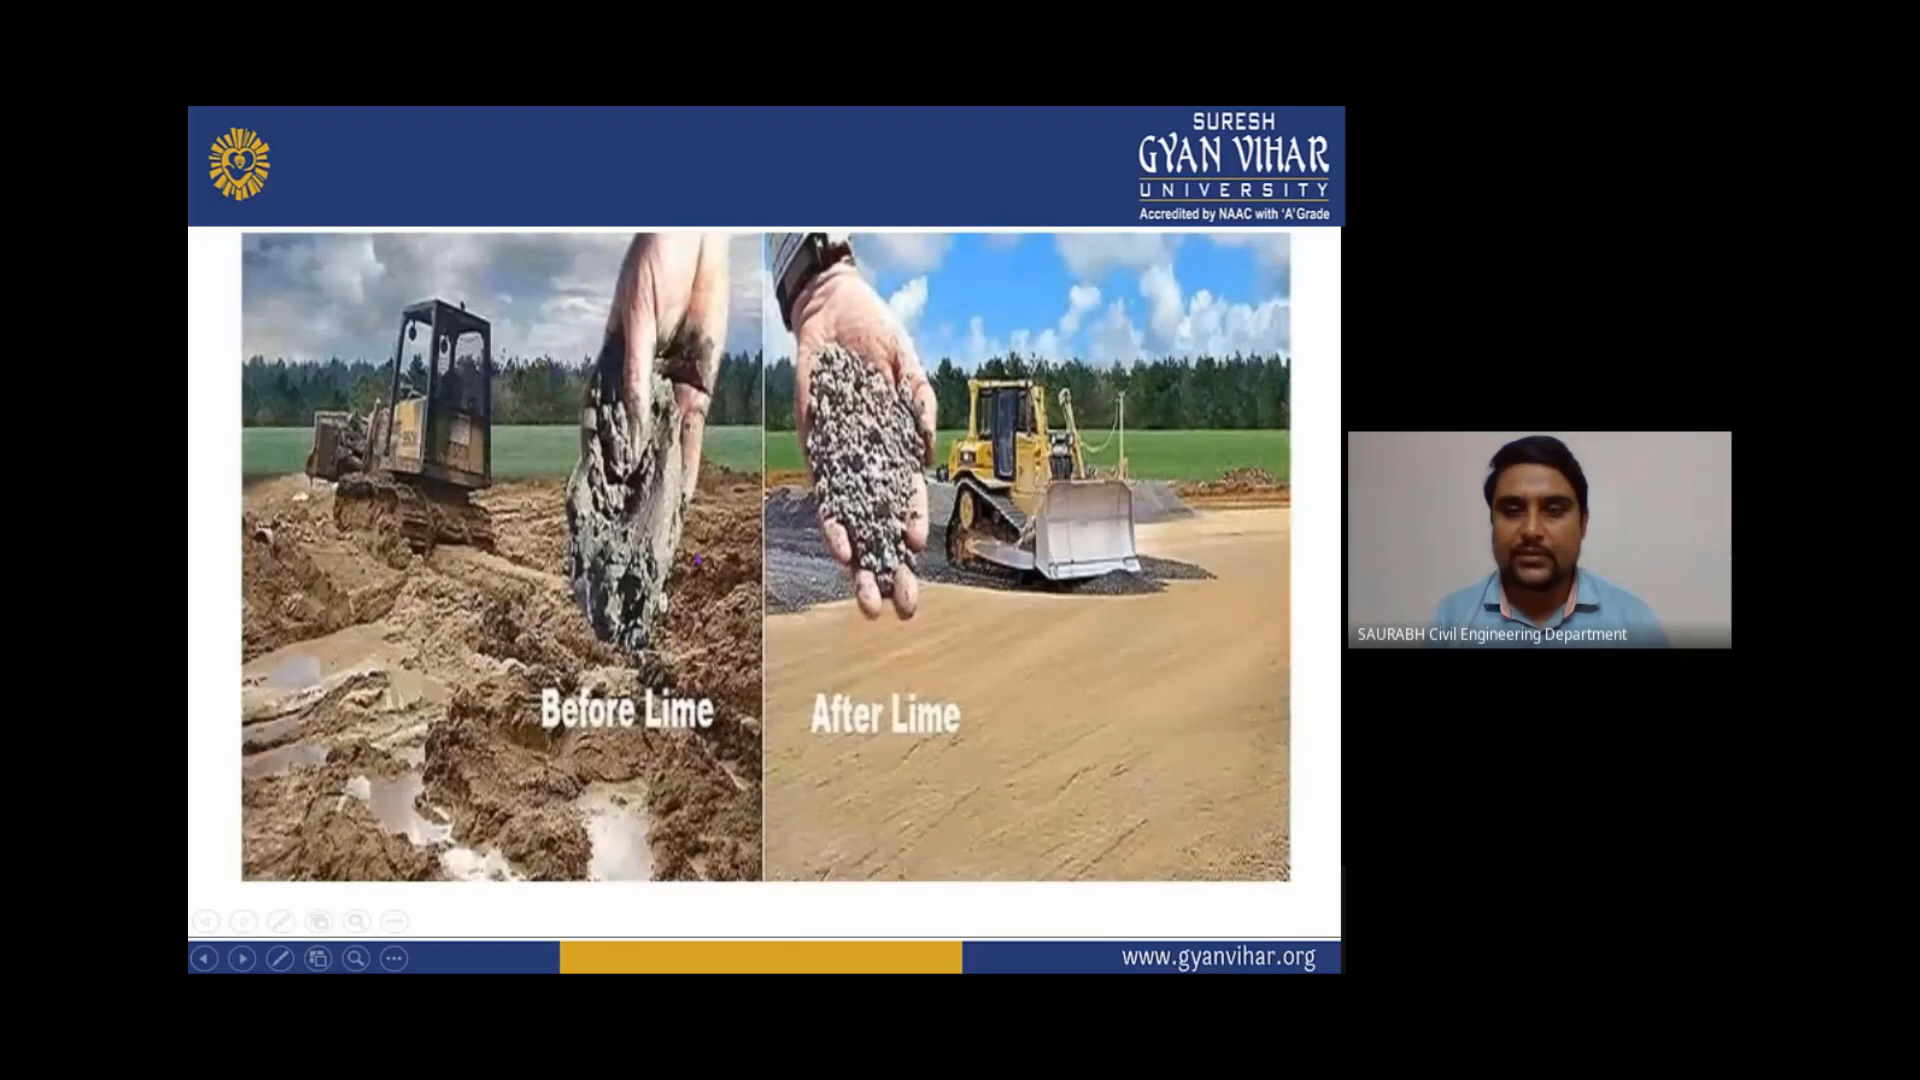 SURESH
GYAN VIHAR
UNIVERSITY
Accredited by NAAC with 'A' Grade
Before Lime
After Lime
SAURABH Civil Engineering Department
www.gyanvihar.org